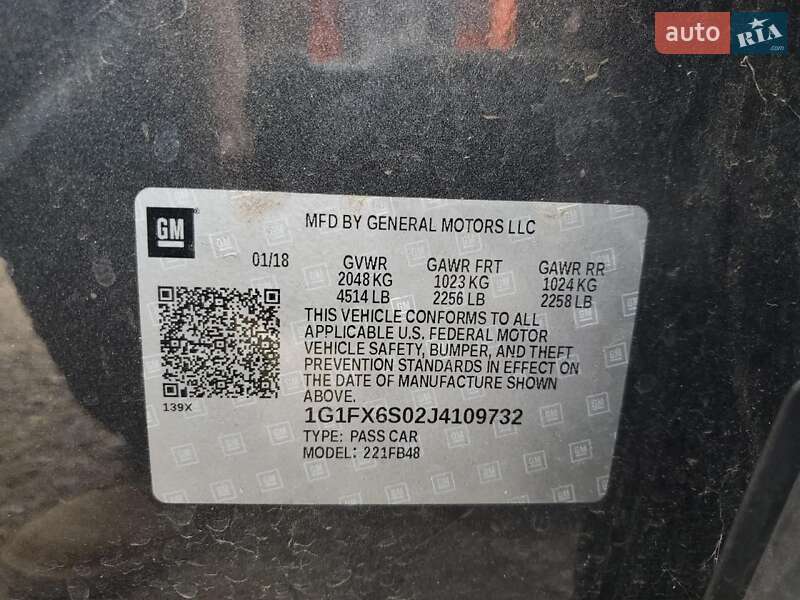 auto RIA.com
GM
MFD BY GENERAL MOTORS LLC
01/18 GVWR GAWR FRT GAWR RR
2048 KG 1023 KG 1024 KG
4514 LB 2256 LB 2258 LB
THIS VEHICLE CONFORMS TO ALL
APPLICABLE U.S. FEDERAL MOTOR
VEHICLE SAFETY, BUMPER, AND THEFT
PREVENTION STANDARDS IN EFFECT ON
THE DATE OF MANUFACTURE SHOWN
ABOVE.
139X
1G1FX6S02J4109732
TYPE: PASS CAR
MODEL: 221FB48